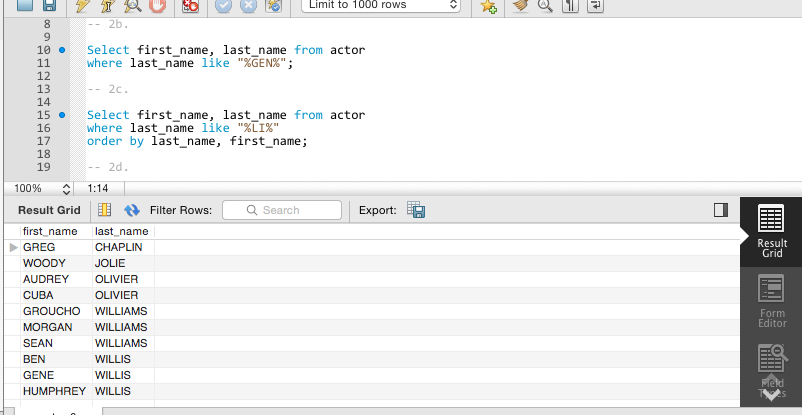 Limit to 1000 rows
8 -- 2b.
9
10 Select first_name, last_name from actor
11 where last_name like "%GEN%";
12
13 -- 2c.
14
15 Select first_name, last_name from actor
16 where last_name like "%LI%"
17 order by last_name, first_name;
18
19 -- 2d.
100% 1:14
Result Grid Filter Rows: Search Export:
first_name last_name
GREG CHAPLIN
WOODY JOLIE
AUDREY OLIVIER
CUBA OLIVIER
GROUCHO WILLIAMS
MORGAN WILLIAMS
SEAN WILLIAMS
BEN WILLIS
GENE WILLIS
HUMPHREY WILLIS
Result
Grid
Form
Editor
Field